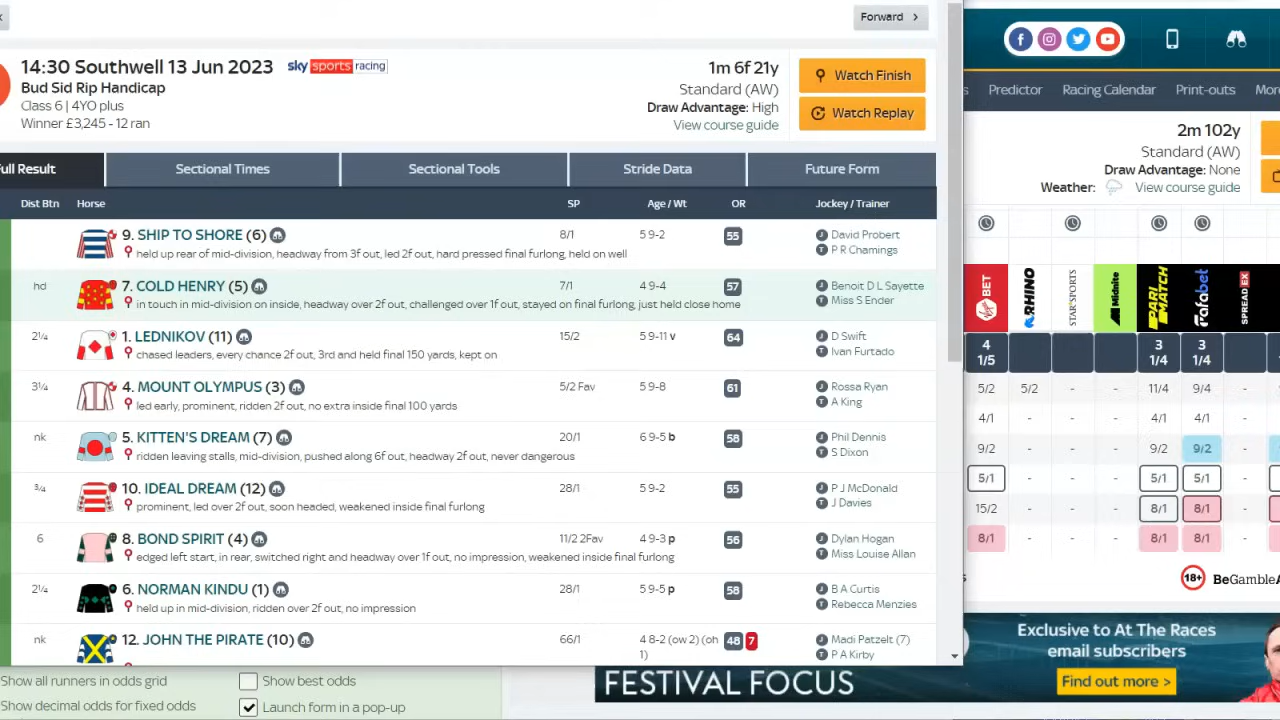 Forward >
14:30 Southwell 13 Jun 2023 sky sports racing
Bud Sid Rip Handicap
Class 6 | 4YO plus
Winner £3,245 - 12 ran
1m 6f 21y
Standard (AW)
Draw Advantage: High
View course guide
Watch Finish
Watch Replay
Full Result Sectional Times Sectional Tools Stride Data Future Form
Dist Btn Horse SP Age / Wt OR Jockey / Trainer
9. SHIP TO SHORE (6) 8/1 5 9-2 55 J David Probert
held up rear of mid-division, headway from 3f out, led 2f out, hard pressed final furlong, held on well T P R Chamings
hd 7. COLD HENRY (5) 7/1 4 9-4 57 J Benoit D L Sayette
in touch in mid-division on inside, headway over 2f out, challenged over 1f out, stayed on final furlong, just held close home T Miss S Ender
2¼ 1. LEDNIKOV (11) 15/2 5 9-11 v 64 J D Swift
chased leaders, every chance 2f out, 3rd and held final 150 yards, kept on T Ivan Furtado
3¼ 4. MOUNT OLYMPUS (3) 5/2 Fav 5 9-8 61 J Rossa Ryan
led early, prominent, ridden 2f out, no extra inside final 100 yards T A King
nk 5. KITTEN'S DREAM (7) 20/1 6 9-5 b 58 J Phil Dennis
ridden leaving stalls, mid-division, pushed along 6f out, headway 2f out, never dangerous T S Dixon
¾ 10. IDEAL DREAM (12) 28/1 5 9-2 55 J P J McDonald
prominent, led over 2f out, soon headed, weakened inside final furlong T J Davies
6 8. BOND SPIRIT (4) 11/2 2Fav 4 9-3 p 56 J Dylan Hogan
edged left start, in rear, switched right and headway over 1f out, no impression, weakened inside final furlong T Miss Louise Allan
2¼ 6. NORMAN KINDU (1) 28/1 5 9-5 p 58 J B A Curtis
held up in mid-division, ridden over 2f out, no impression T Rebecca Menzies
nk 12. JOHN THE PIRATE (10) 66/1 4 8-2 (ow 2) (oh 1) 48 7 J Madi Patzelt (7)
T P A Kirby
Show all runners in odds grid Show best odds
Show decimal odds for fixed odds Launch form in a pop-up
FESTIVAL FOCUS
s Predictor Racing Calendar Print-outs More
2m 102y
Standard (AW)
Draw Advantage: None
Weather: View course guide
BET RHINO STARSPORTS Midnite PARIMATCH Fafabet SPREADEX
4 3 3
1/5 1/4 1/4
5/2 5/2 - - 11/4 9/4 -
4/1 - - - 4/1 4/1 -
9/2 - - - 9/2 9/2 -
5/1 - - - 5/1 5/1 -
15/2 - - - 8/1 8/1 -
8/1 - - - 8/1 8/1 -
18+ BeGambleA
Exclusive to At The Races
email subscribers
Find out more >